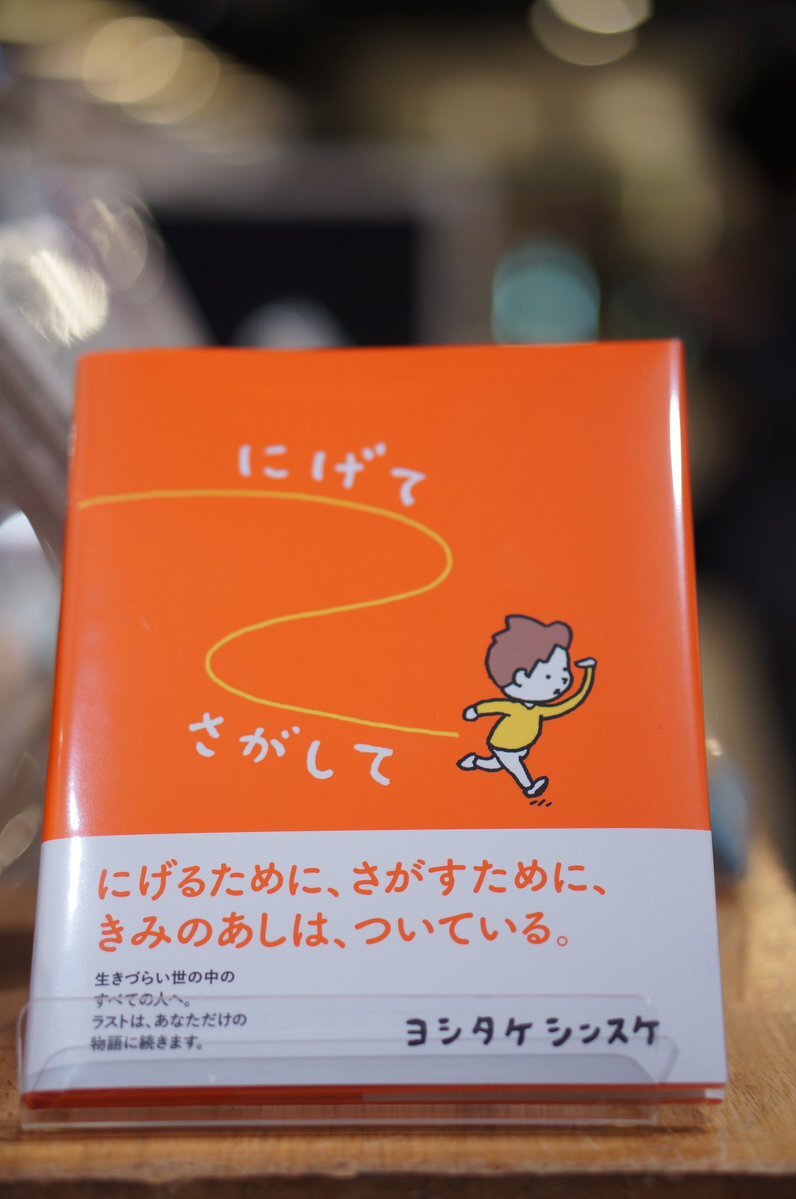 にげて
さがして
にげるために、さがすために、
きみのあしは、ついている。
生きづらい世の中の
すべての人へ。
ラストは、あなただけの
物語に続きます。
ヨシタケ シンスケ